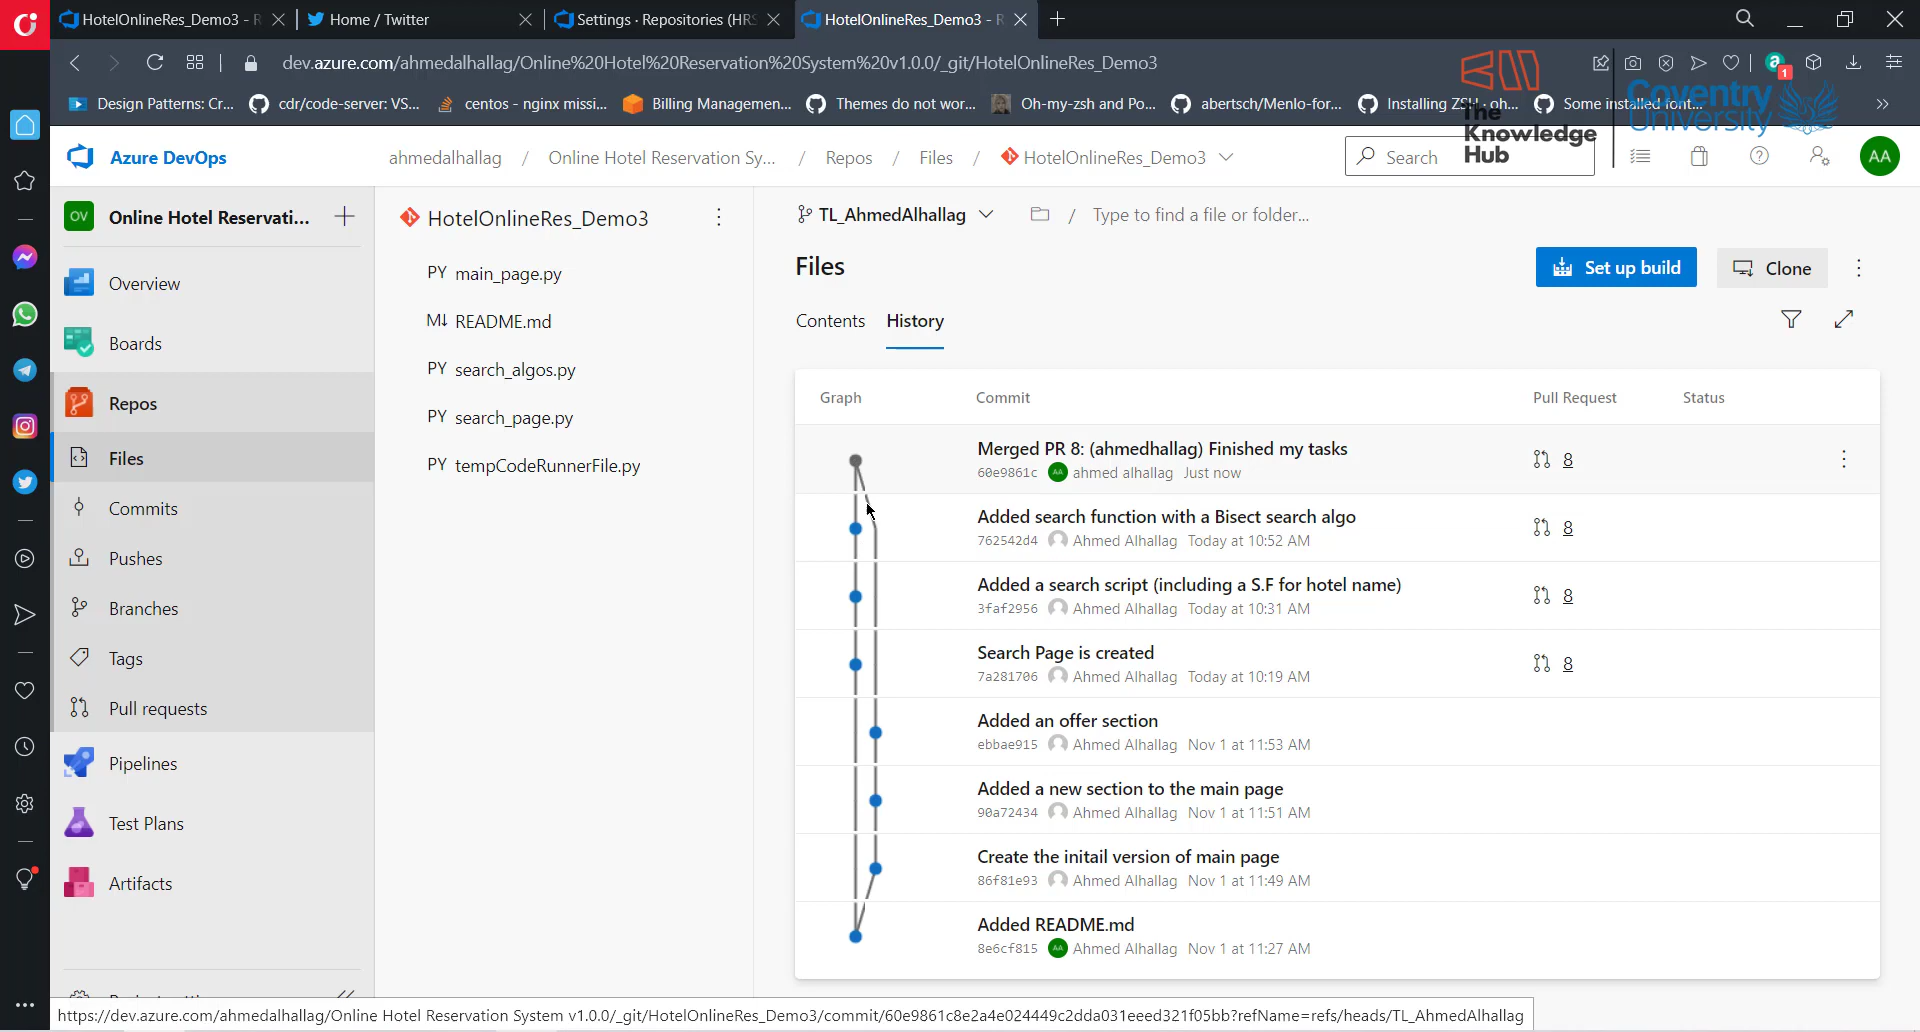 HotelOnlineRes_Demo3 - R
Home / Twitter
Settings · Repositories (HRS
HotelOnlineRes_Demo3 - R
dev.azure.com/ahmedalhallag/Online%20Hotel%20Reservation%20System%20v1.0.0/_git/HotelOnlineRes_Demo3
1
Design Patterns: Cr...
cdr/code-server: VS...
centos - nginx missi...
Billing Managemen...
Themes do not wor...
Oh-my-zsh and Po...
abertsch/Menlo-for...
Installing ZSH · oh...
Some installed font...
The
Knowledge
Hub
Coventry
University
Azure DevOps
ahmedalhallag / Online Hotel Reservation Sy... / Repos / Files / HotelOnlineRes_Demo3
Search
AA
OV Online Hotel Reservati...
Overview
Boards
Repos
Files
Commits
Pushes
Branches
Tags
Pull requests
Pipelines
Test Plans
Artifacts
HotelOnlineRes_Demo3
PY main_page.py
M↓ README.md
PY search_algos.py
PY search_page.py
PY tempCodeRunnerFile.py
TL_AhmedAlhallag / Type to find a file or folder...
Files
Set up build
Clone
Contents History
Graph Commit Pull Request Status
Merged PR 8: (ahmedhallag) Finished my tasks 8
60e9861c AA ahmed alhallag Just now
Added search function with a Bisect search algo 8
762542d4 Ahmed Alhallag Today at 10:52 AM
Added a search script (including a S.F for hotel name) 8
3faf2956 Ahmed Alhallag Today at 10:31 AM
Search Page is created 8
7a281706 Ahmed Alhallag Today at 10:19 AM
Added an offer section
ebbae915 Ahmed Alhallag Nov 1 at 11:53 AM
Added a new section to the main page
90a72434 Ahmed Alhallag Nov 1 at 11:51 AM
Create the initail version of main page
86f81e93 Ahmed Alhallag Nov 1 at 11:49 AM
Added README.md
8e6cf815 AA Ahmed Alhallag Nov 1 at 11:27 AM
https://dev.azure.com/ahmedalhallag/Online Hotel Reservation System v1.0.0/_git/HotelOnlineRes_Demo3/commit/60e9861c8e2a4e024449c2dda031eeed321f05bb?refName=refs/heads/TL_AhmedAlhallag